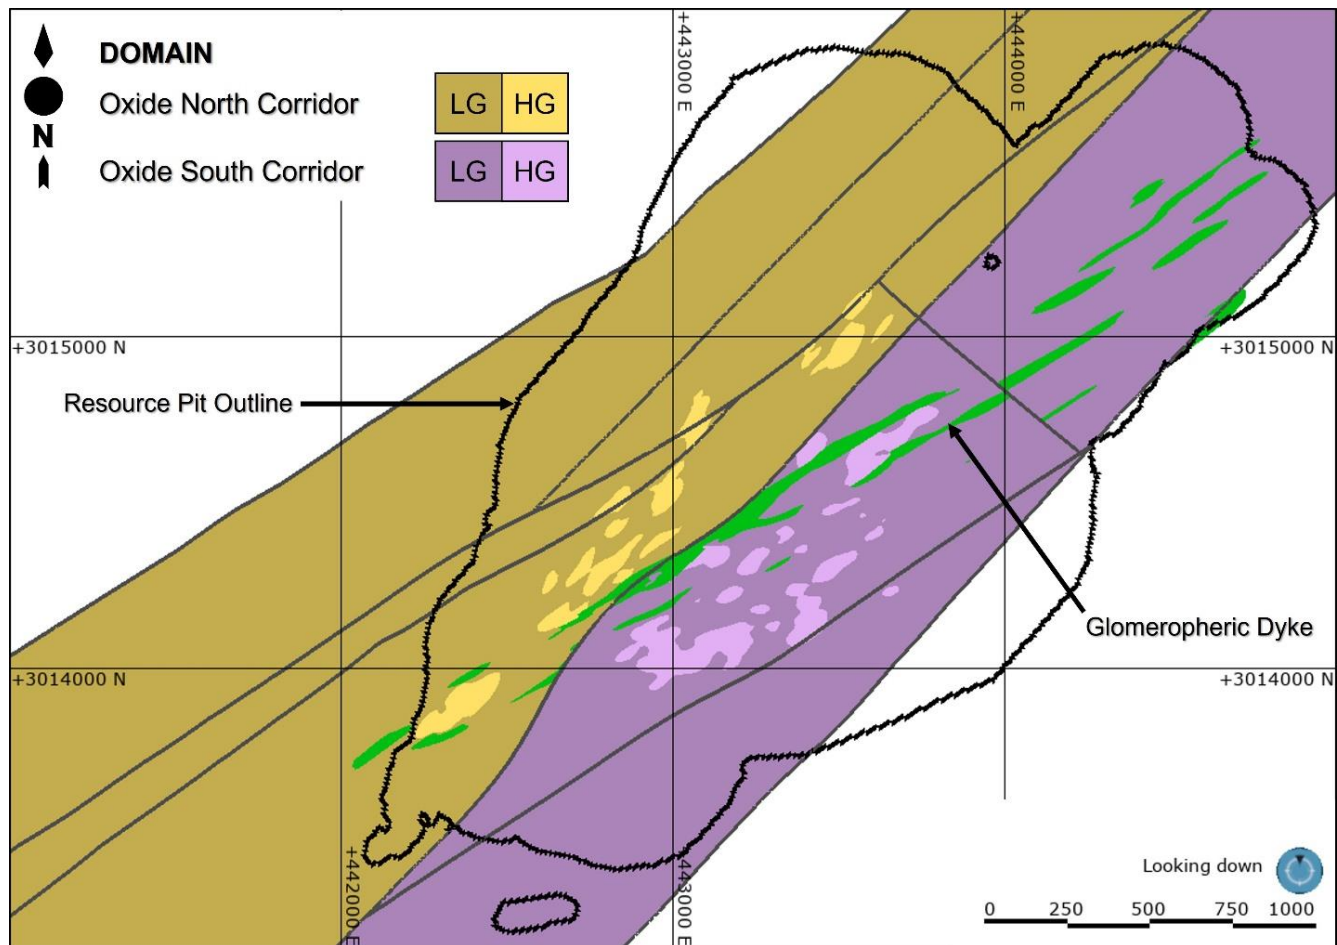 DOMAIN
Oxide North Corridor
LG HG
N
Oxide South Corridor
LG HG
+443000 E
+444000 E
+3015000 N
+3015000 N
Resource Pit Outline
Glomeropheric Dyke
+3014000 N
+3014000 N
+442000 E
+443000 E
Looking down
0 250 500 750 1000